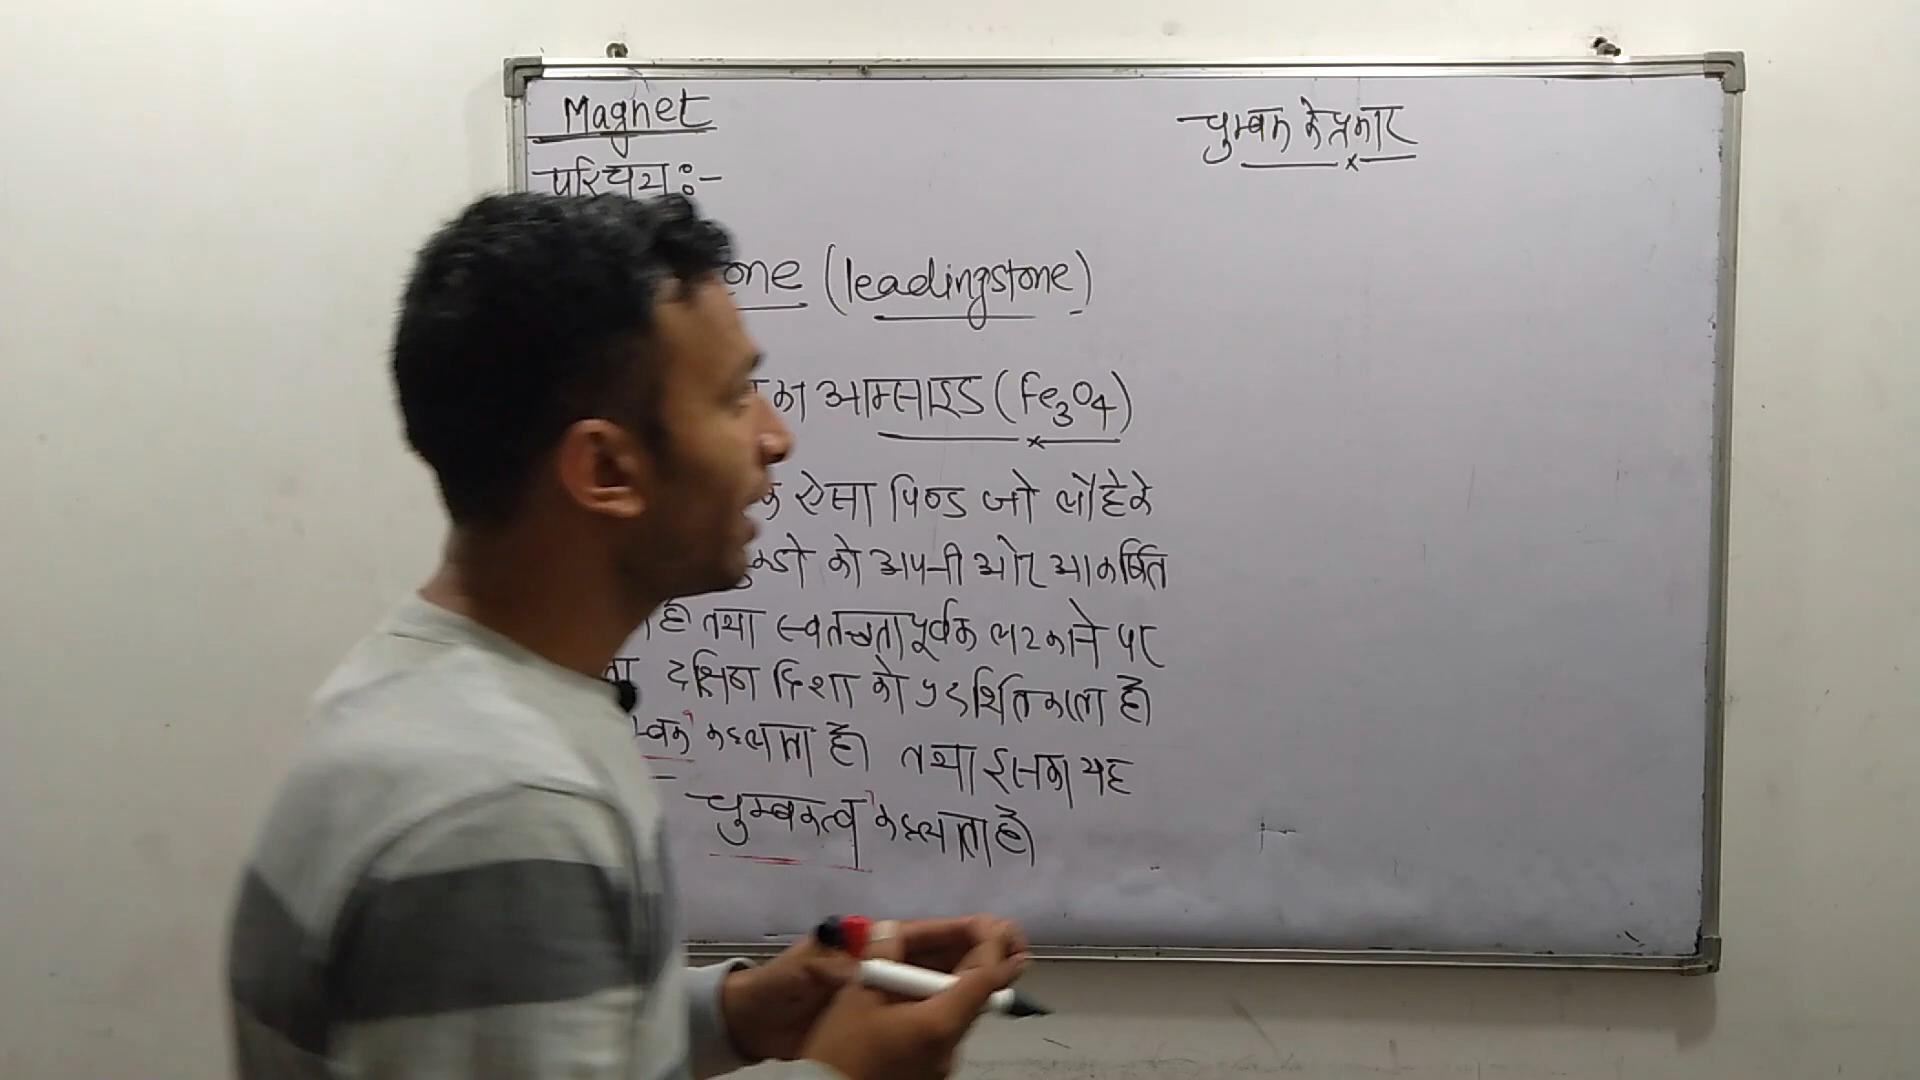 Magnet
परिचय :-
one (leadingstone)
का आक्साइड (Fe3O4)
ऐसा पिण्ड जो लौहे के
को अपनी ओर आकर्षित
है तथा स्वतन्त्रतापूर्वक लटकाने पर
दक्षिण दिशा को प्रदर्शित करता है।
कहलाता है। तथा इसका यह
चुम्बकत्व' कहलाता है।
चुम्बक के प्रकार